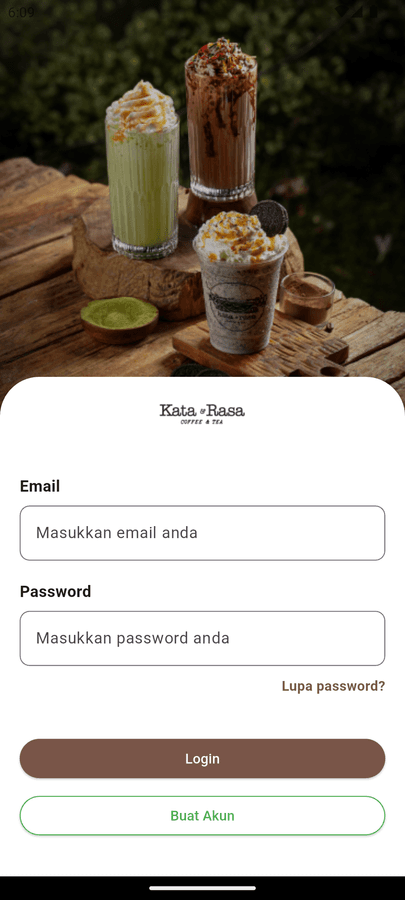 6:09
Kata & Rasa
COFFEE & TEA
Email
Masukkan email anda
Password
Masukkan password anda
Lupa password?
Login
Buat Akun